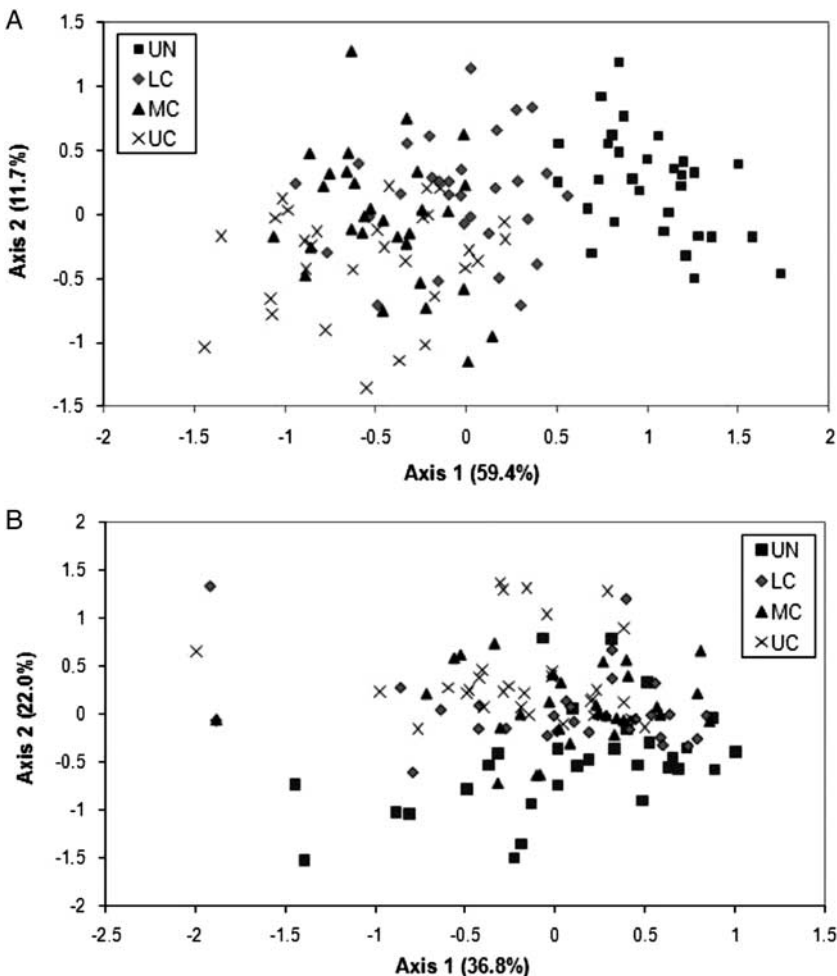 A
1.5
1
0.5
0
-0.5
-1
-1.5
Axis 2 (11.7%)
UN
LC
MC
UC
-2 -1.5 -1 -0.5 0 0.5 1 1.5 2
Axis 1 (59.4%)
B
2
1.5
1
0.5
0
-0.5
-1
-1.5
-2
Axis 2 (22.0%)
UN
LC
MC
UC
-2.5 -2 -1.5 -1 -0.5 0 0.5 1 1.5
Axis 1 (36.8%)